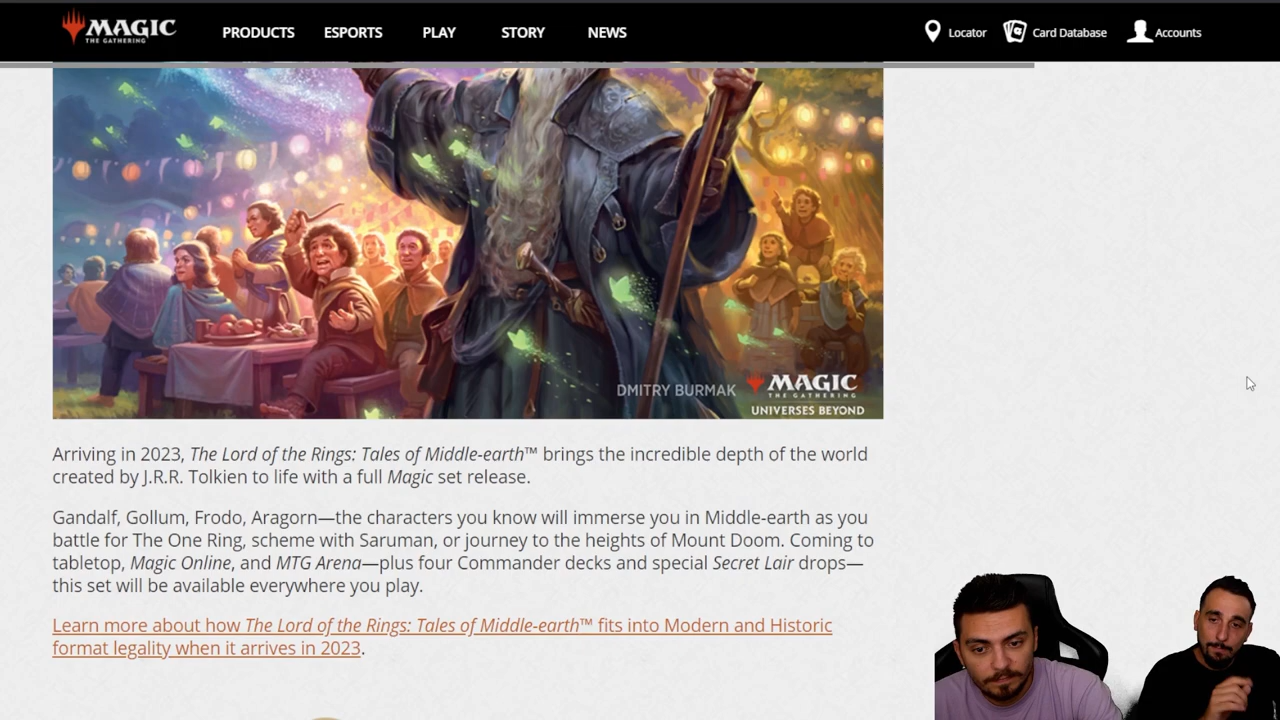 MAGIC
THE GATHERING
PRODUCTS ESPORTS PLAY STORY NEWS
Locator Card Database Accounts
DMITRY BURMAK
MAGIC
THE GATHERING
UNIVERSES BEYOND
Arriving in 2023, The Lord of the Rings: Tales of Middle-earth™ brings the incredible depth of the world
created by J.R.R. Tolkien to life with a full Magic set release.
Gandalf, Gollum, Frodo, Aragorn—the characters you know will immerse you in Middle-earth as you
battle for The One Ring, scheme with Saruman, or journey to the heights of Mount Doom. Coming to
tabletop, Magic Online, and MTG Arena—plus four Commander decks and special Secret Lair drops—
this set will be available everywhere you play.
Learn more about how The Lord of the Rings: Tales of Middle-earth™ fits into Modern and Historic
format legality when it arrives in 2023.